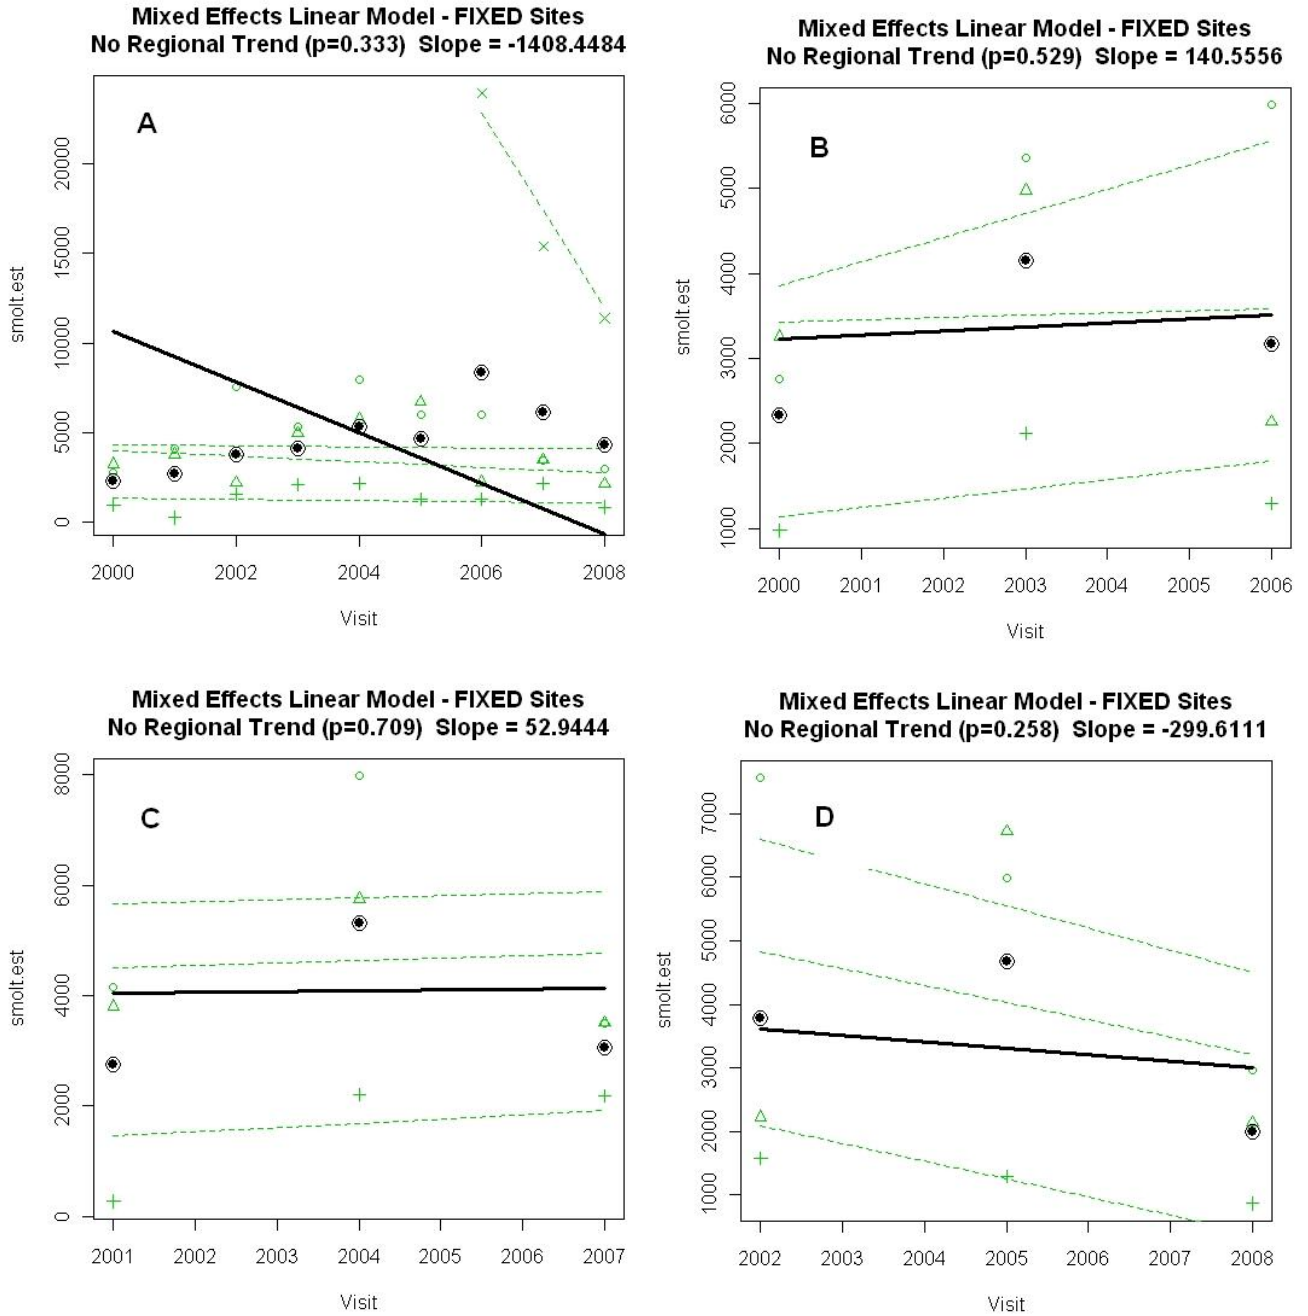 Mixed Effects Linear Model - FIXED Sites
No Regional Trend (p=0.333) Slope = -1408.4484
A
smolt.est
20000
15000
10000
5000
0
2000 2002 2004 2006 2008
Visit
Mixed Effects Linear Model - FIXED Sites
No Regional Trend (p=0.529) Slope = 140.5556
B
smolt.est
6000
5000
4000
3000
2000
1000
2000 2001 2002 2003 2004 2005 2006
Visit
Mixed Effects Linear Model - FIXED Sites
No Regional Trend (p=0.709) Slope = 52.9444
C
smolt.est
8000
6000
4000
2000
0
2001 2002 2003 2004 2005 2006 2007
Visit
Mixed Effects Linear Model - FIXED Sites
No Regional Trend (p=0.258) Slope = -299.6111
D
smolt.est
7000
6000
5000
4000
3000
2000
1000
2002 2003 2004 2005 2006 2007 2008
Visit